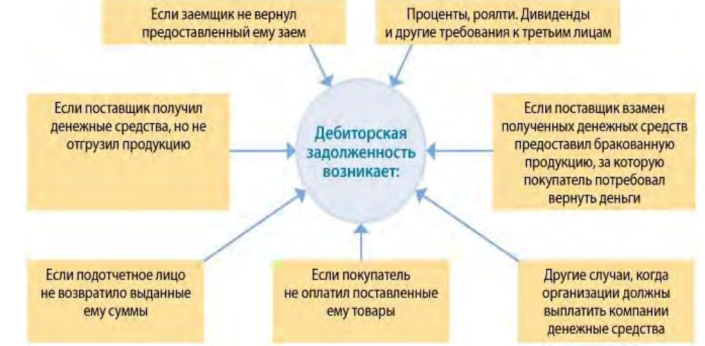 Если заемщик не вернул
предоставленный ему заем
Проценты, роялти. Дивиденды
и другие требования к третьим лицам
Если поставщик получил
денежные средства, но не
отгрузил продукцию
Дебиторская
задолженность
возникает:
Если поставщик взамен
полученных денежных средств
предоставил бракованную
продукцию, за которую
покупатель потребовал
вернуть деньги
Если подотчетное лицо
не возвратило выданные
ему суммы
Если покупатель
не оплатил поставленные
ему товары
Другие случаи, когда
организации должны
выплатить компании
денежные средства